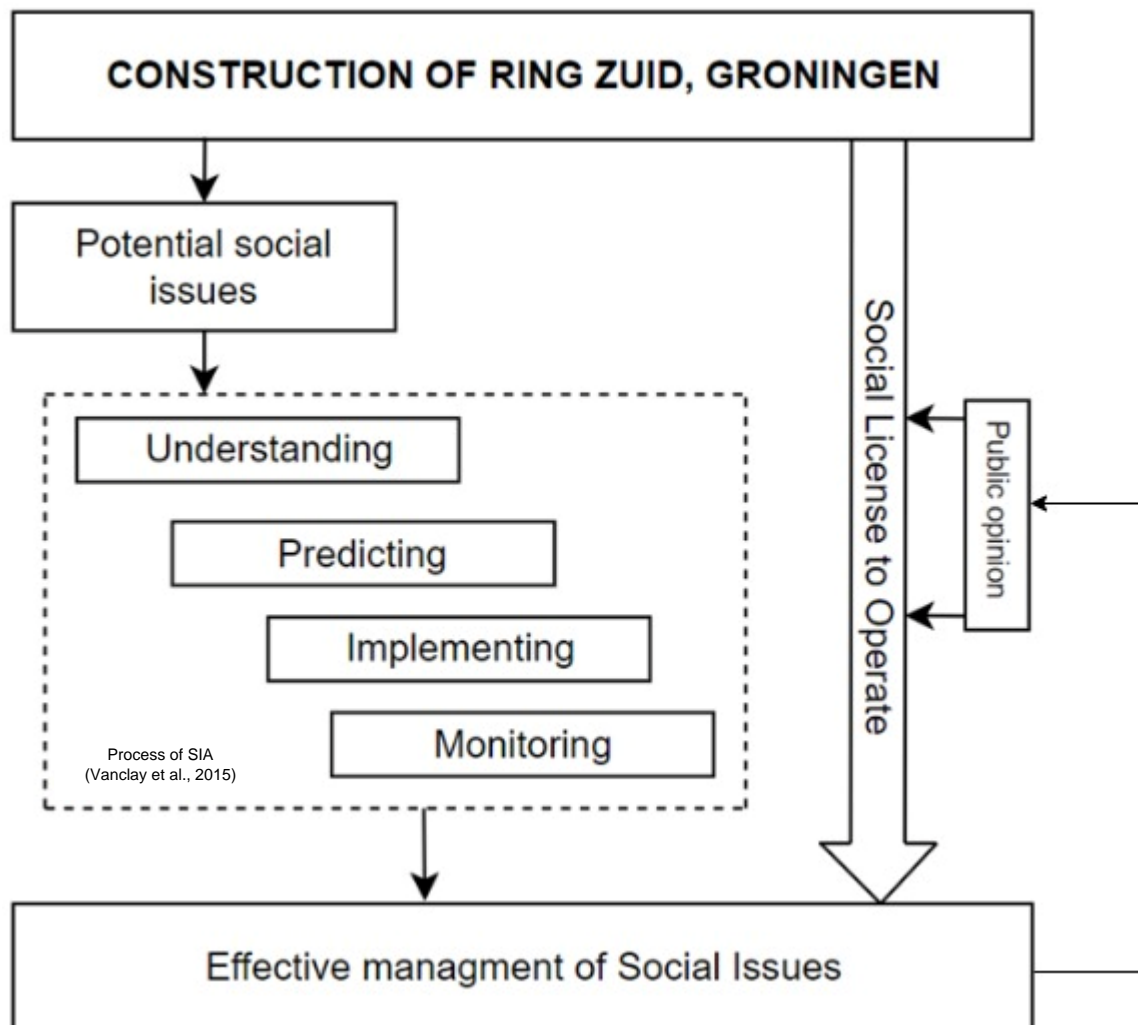 CONSTRUCTION OF RING ZUID, GRONINGEN
Potential social
issues
Understanding
Predicting
Implementing
Monitoring
Process of SIA
(Vanclay et al., 2015)
Social License to Operate
Public opinion
Effective managment of Social Issues